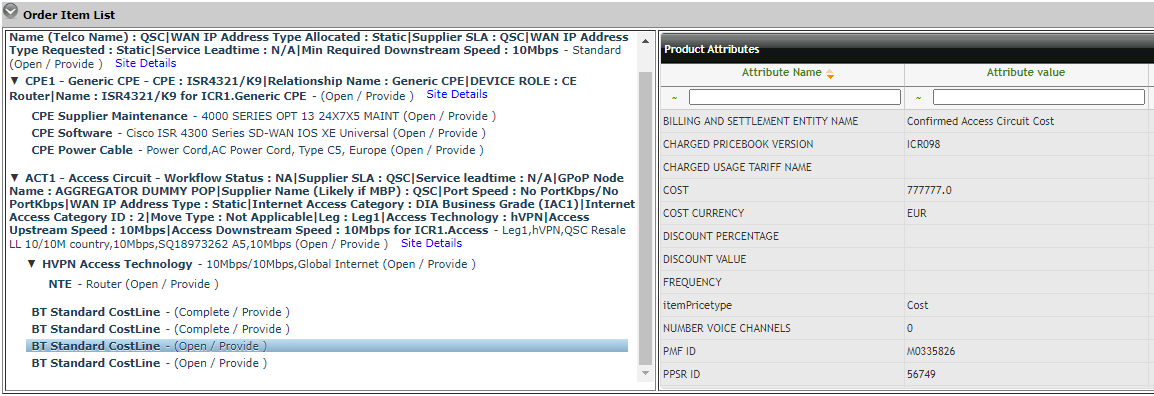 Order Item List
Name (Telco Name) : QSC|WAN IP Address Type Allocated : Static|Supplier SLA : QSC|WAN IP Address
Type Requested : Static|Service Leadtime : N/A|Min Required Downstream Speed : 10Mbps - Standard
(Open / Provide ) Site Details
▼ CPE1 - Generic CPE - CPE : ISR4321/K9|Relationship Name : Generic CPE|DEVICE ROLE : CE
Router|Name : ISR4321/K9 for ICR1.Generic CPE - (Open / Provide ) Site Details
CPE Supplier Maintenance - 4000 SERIES OPT 13 24X7X5 MAINT (Open / Provide )
CPE Software - Cisco ISR 4300 Series SD-WAN IOS XE Universal (Open / Provide )
CPE Power Cable - Power Cord,AC Power Cord, Type C5, Europe (Open / Provide )
▼ ACT1 - Access Circuit - Workflow Status : NA|Supplier SLA : QSC|Service leadtime : N/A|GPoP Node
Name : AGGREGATOR DUMMY POP|Supplier Name (Likely if MBP) : QSC|Port Speed : No PortKbps/No
PortKbps|WAN IP Address Type : Static|Internet Access Category : DIA Business Grade (IAC1)|Internet
Access Category ID : 2|Move Type : Not Applicable|Leg : Leg1|Access Technology : hVPN|Access
Upstream Speed : 10Mbps|Access Downstream Speed : 10Mbps for ICR1.Access - Leg1,hVPN,QSC Resale
LL 10/10M country,10Mbps,SQ18973262 A5,10Mbps (Open / Provide ) Site Details
▼ HVPN Access Technology - 10Mbps/10Mbps,Global Internet (Open / Provide )
NTE - Router (Open / Provide )
BT Standard CostLine - (Complete / Provide )
BT Standard CostLine - (Complete / Provide )
BT Standard CostLine - (Open / Provide )
BT Standard CostLine - (Open / Provide )
Product Attributes
Attribute Name Attribute value
~ ~
BILLING AND SETTLEMENT ENTITY NAME Confirmed Access Circuit Cost
CHARGED PRICEBOOK VERSION ICR098
CHARGED USAGE TARIFF NAME
COST 777777.0
COST CURRENCY EUR
DISCOUNT PERCENTAGE
DISCOUNT VALUE
FREQUENCY
itemPricetype Cost
NUMBER VOICE CHANNELS 0
PMF ID M0335826
PPSR ID 56749